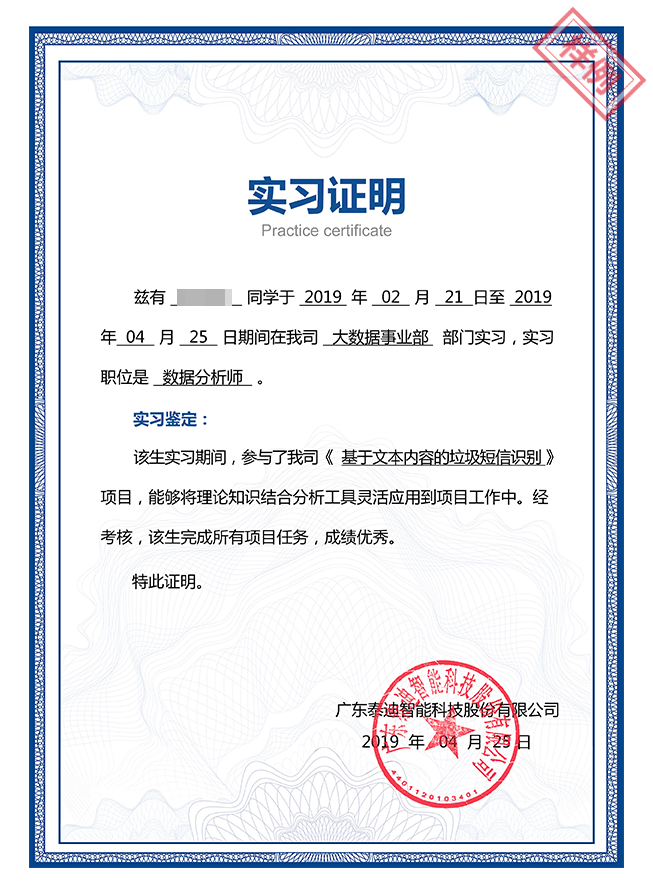 样例
实习证明
Practice certificate
兹有 同学于 2019 年 02 月 21 日至 2019
年 04 月 25 日期间在我司 大数据事业部 部门实习，实习
职位是 数据分析师 。
实习鉴定：
该生实习期间，参与了我司《 基于文本内容的垃圾短信识别》
项目，能够将理论知识结合分析工具灵活应用到项目工作中。经
考核，该生完成所有项目任务，成绩优秀。
特此证明。
广东泰迪智能科技股份有限公司
2019 年 04 月 25 日
广东泰迪智能科技股份有限公司
4401120103401